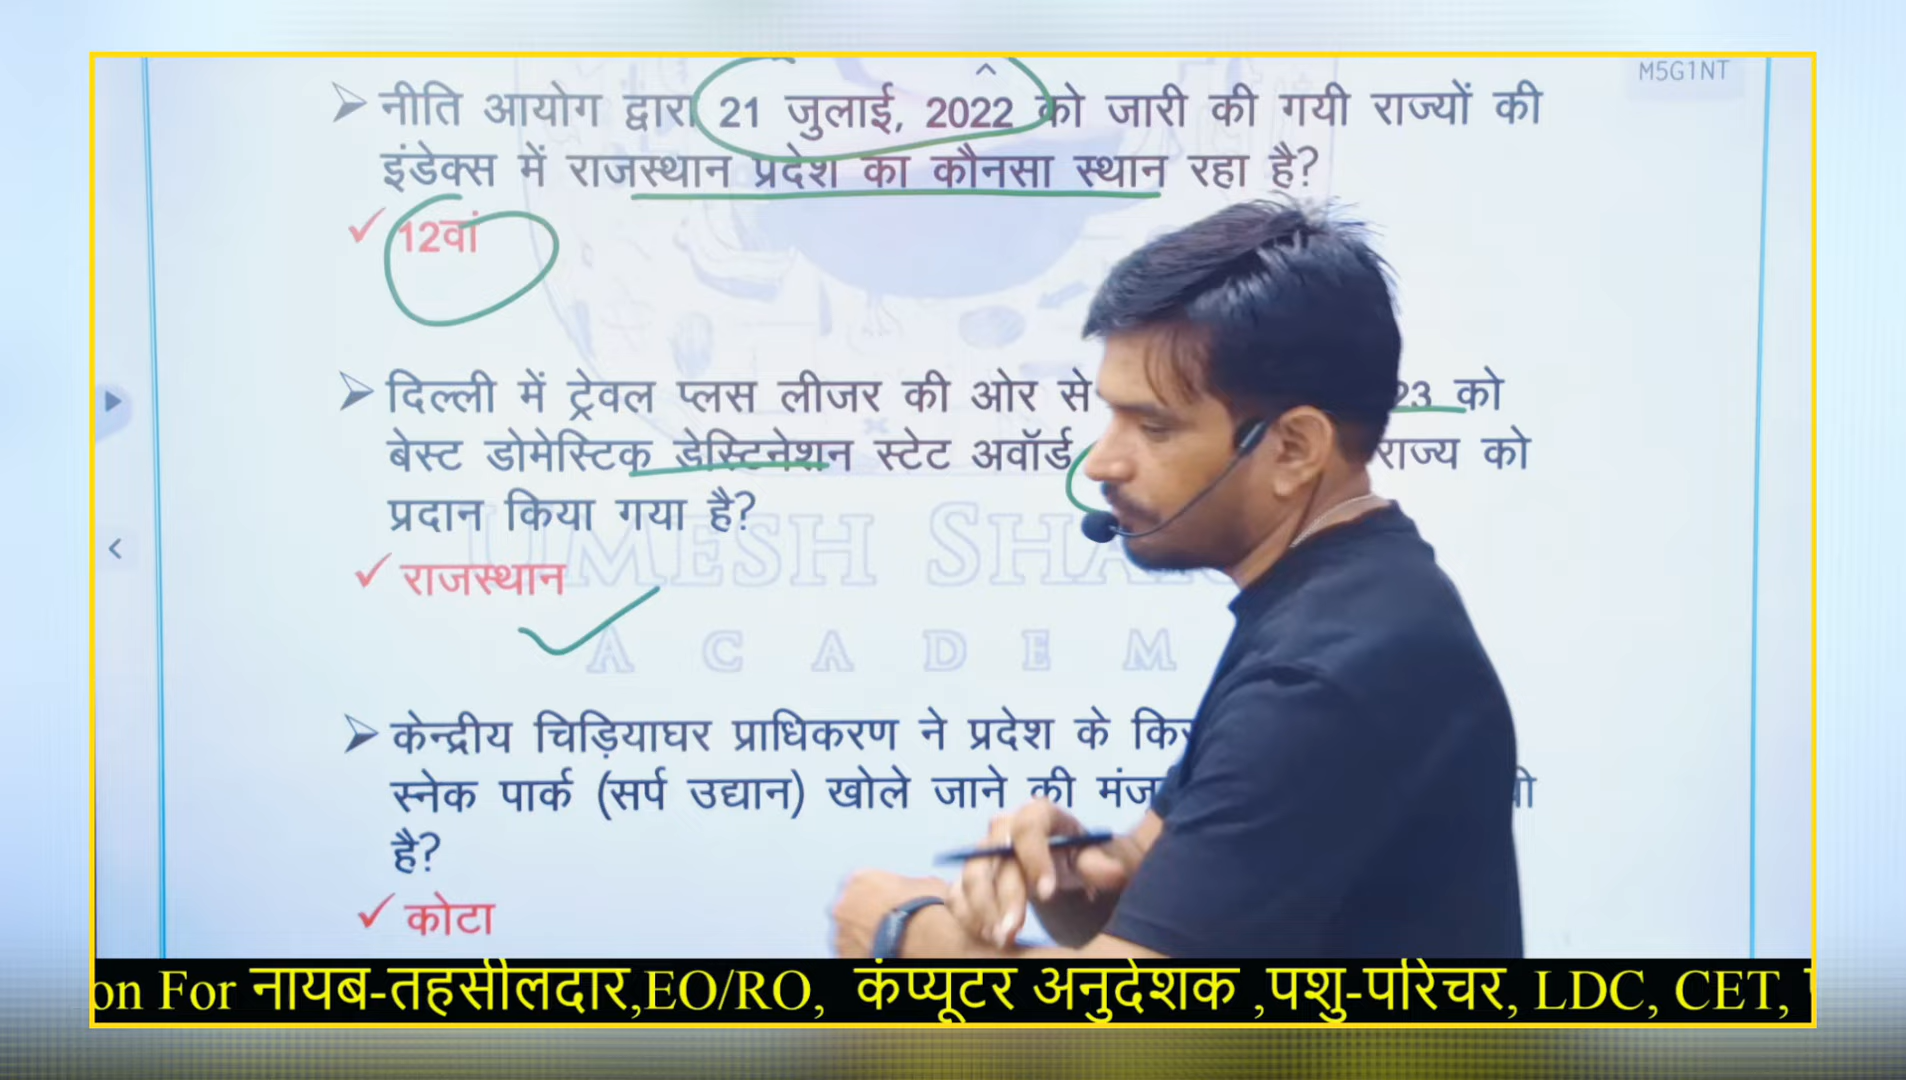 M5G1NT
नीति आयोग द्वारा 21 जुलाई, 2022 को जारी की गयी राज्यों की
इंडेक्स में राजस्थान प्रदेश का कौनसा स्थान रहा है?
12वां
दिल्ली में ट्रेवल प्लस लीजर की ओर से 23 को
बेस्ट डोमेस्टिक डेस्टिनेशन स्टेट अवॉर्ड राज्य को
प्रदान किया गया है?
UMESH
राजस्थान
A C A D E M
केन्द्रीय चिड़ियाघर प्राधिकरण ने प्रदेश के
स्नेक पार्क (सर्प उद्यान) खोले जाने की
है?
कोटा
on For नायब-तहसीलदार,EO/RO, कंप्यूटर अनुदेशक ,पशु-परिचर, LDC, CET,